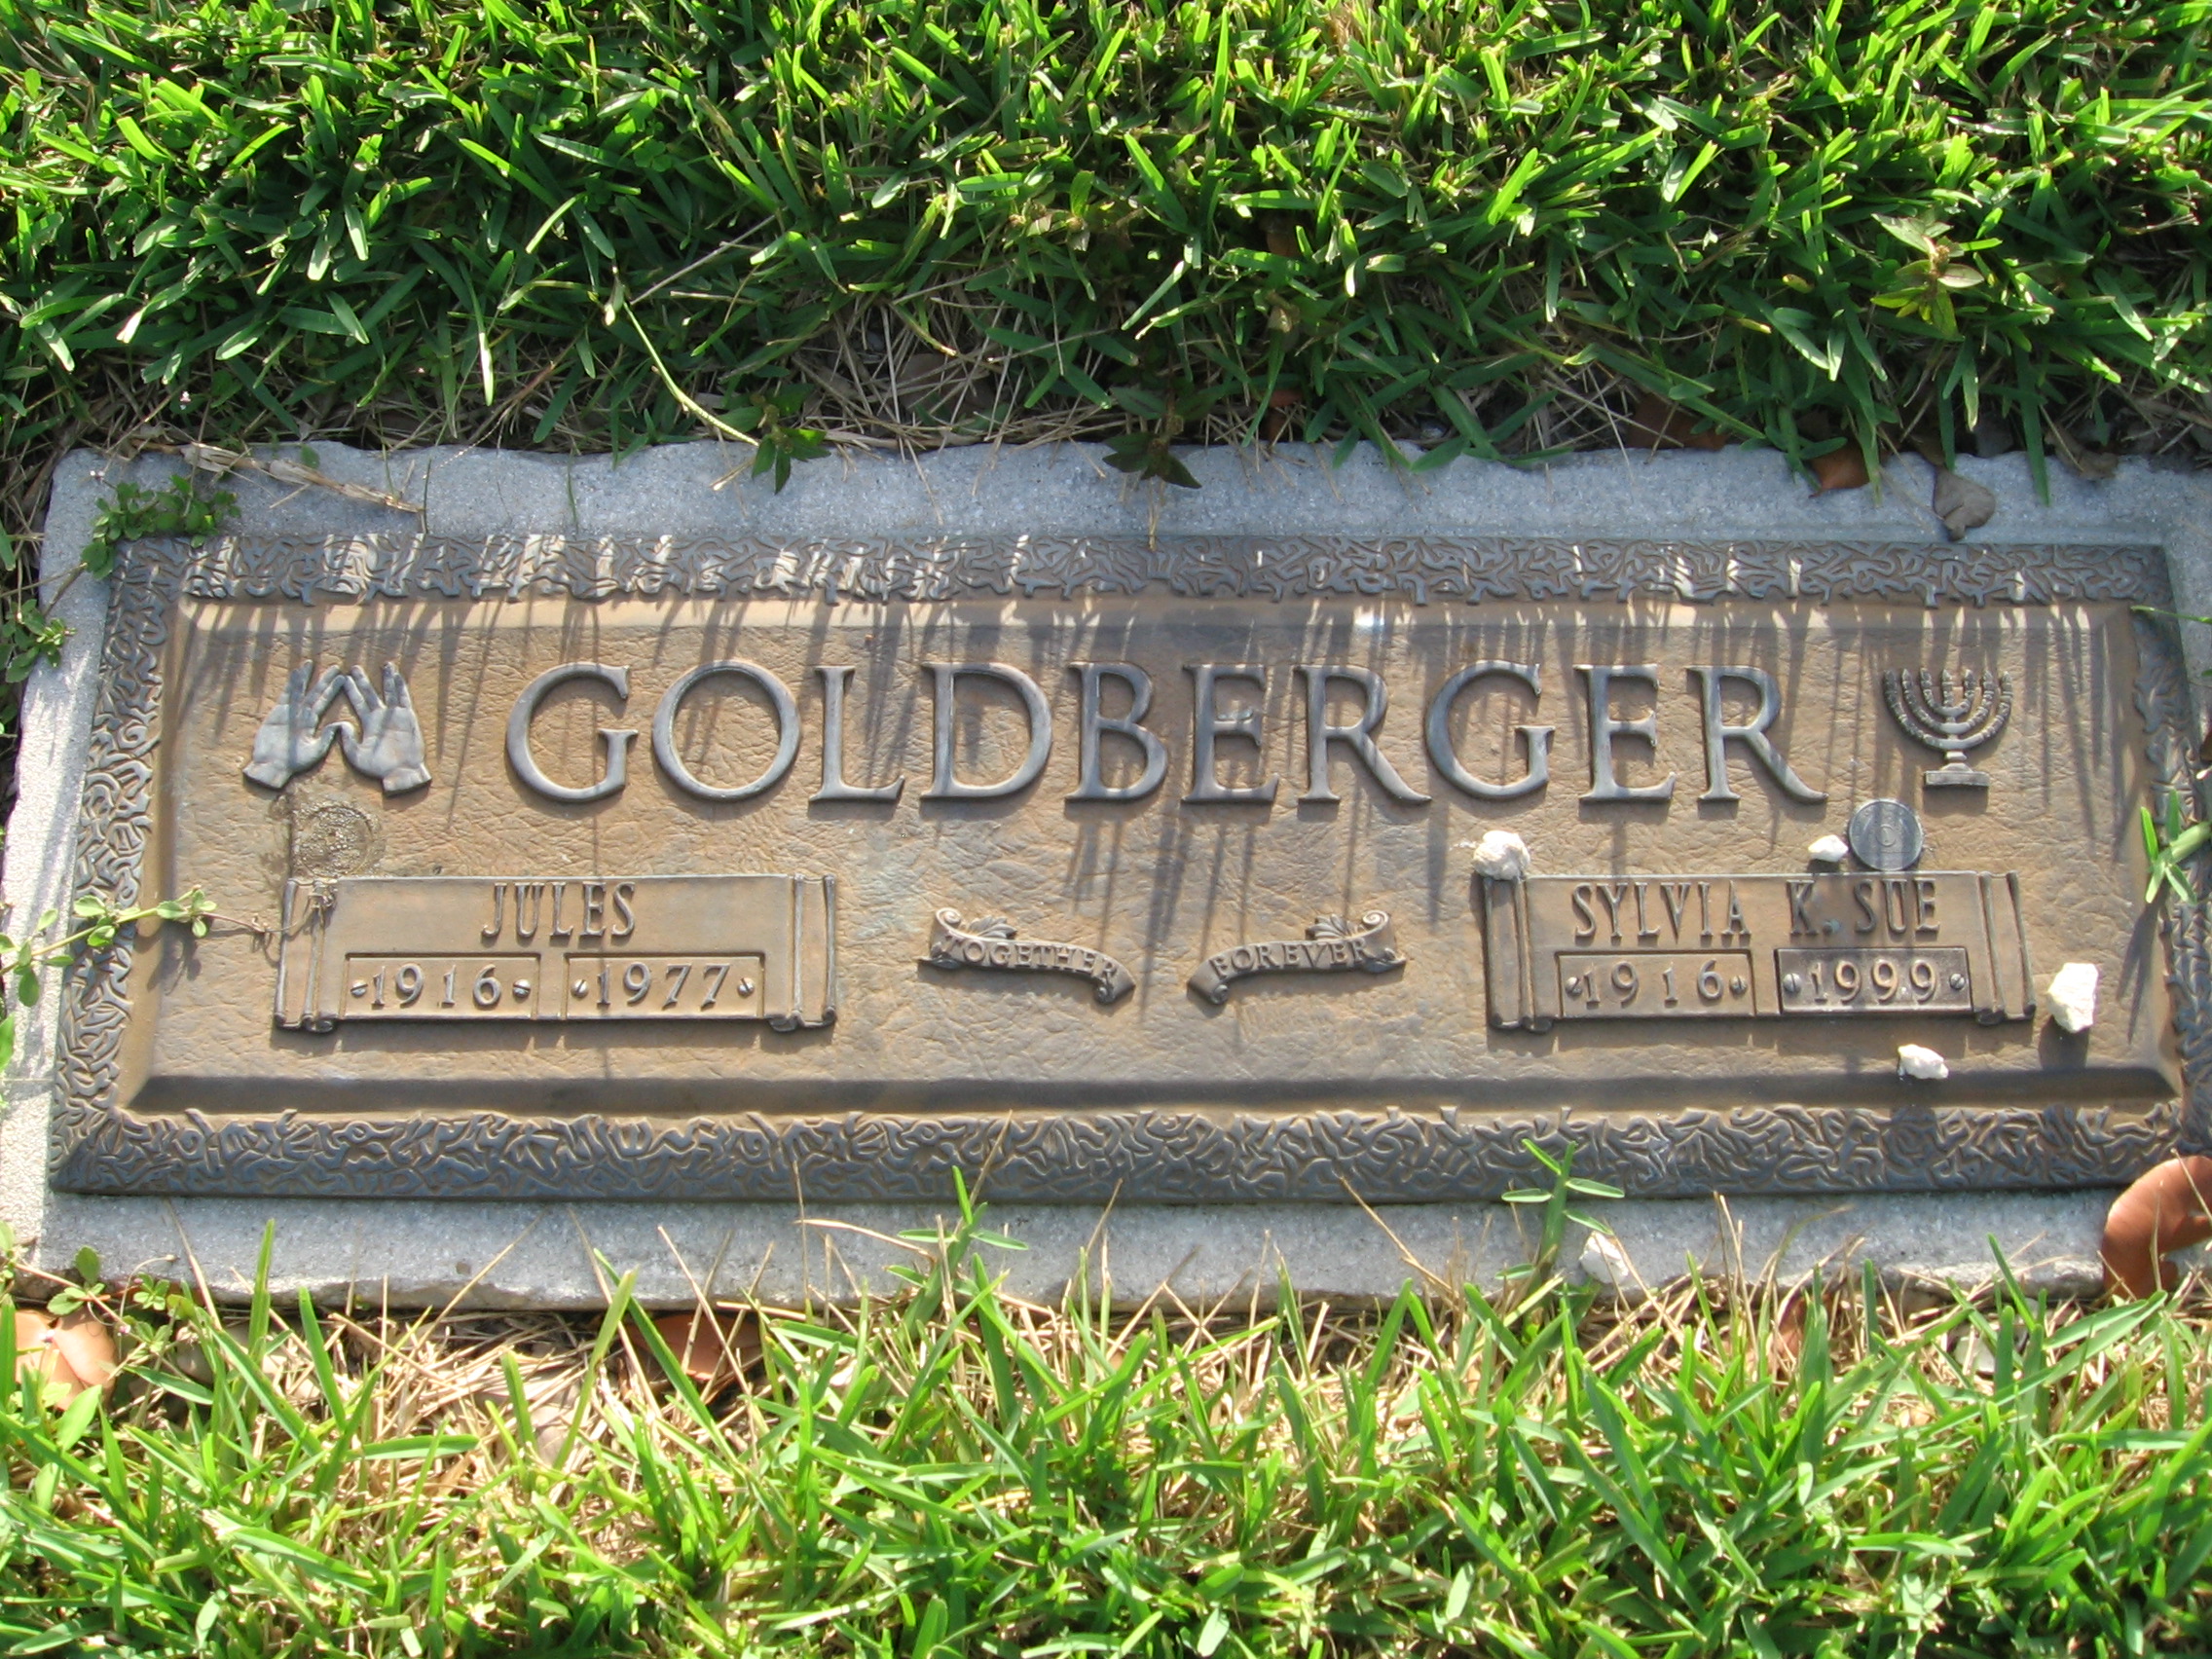 GOLDBERGER
JULES
1916 1977
TOGETHER FOREVER
SYLVIA K. SUE
1916 1999